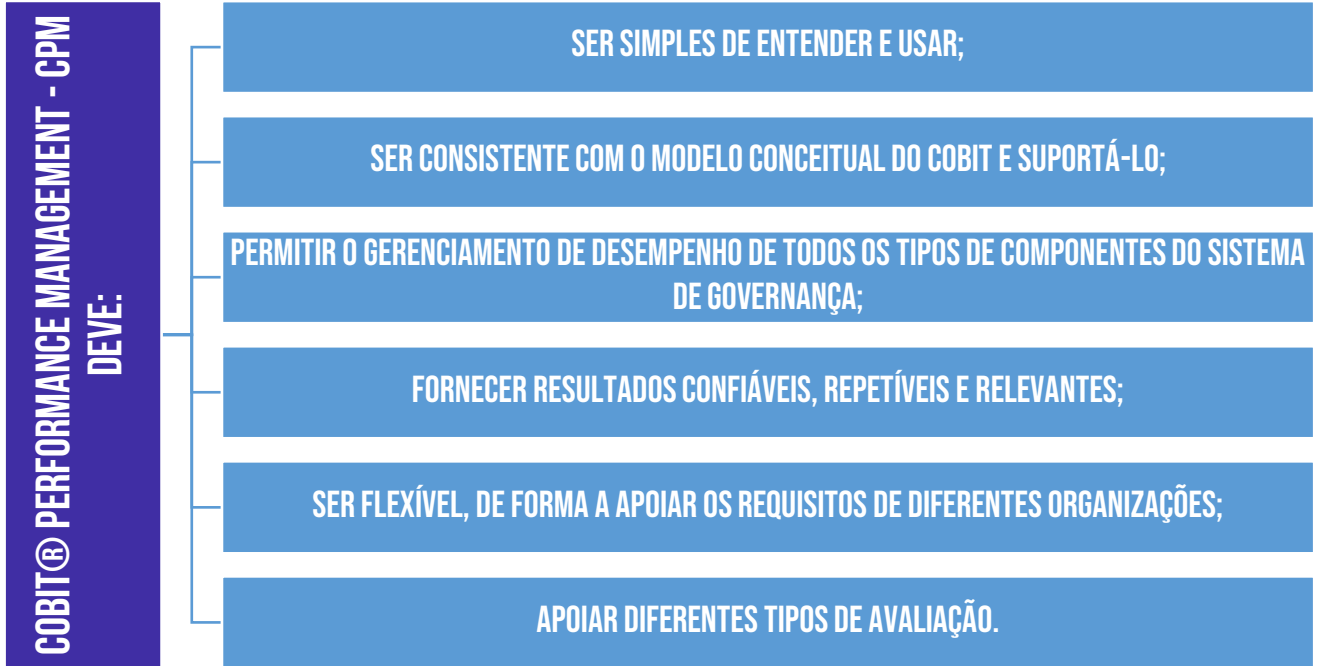 COBIT® PERFORMANCE MANAGEMENT - CPM
DEVE:
SER SIMPLES DE ENTENDER E USAR;
SER CONSISTENTE COM O MODELO CONCEITUAL DO COBIT E SUPORTÁ-LO;
PERMITIR O GERENCIAMENTO DE DESEMPENHO DE TODOS OS TIPOS DE COMPONENTES DO SISTEMA
DE GOVERNANÇA;
FORNECER RESULTADOS CONFIÁVEIS, REPETÍVEIS E RELEVANTES;
SER FLEXÍVEL, DE FORMA A APOIAR OS REQUISITOS DE DIFERENTES ORGANIZAÇÕES;
APOIAR DIFERENTES TIPOS DE AVALIAÇÃO.